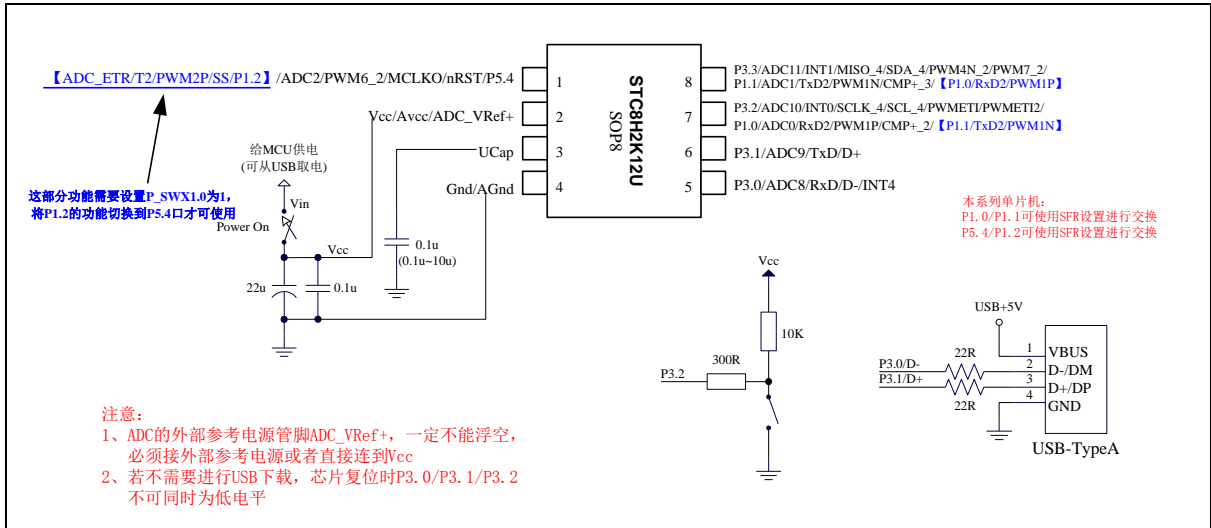 【ADC_ETR/T2/PWM2P/SS/P1.2】/ADC2/PWM6_2/MCLKO/nRST/P5.4
1
Vcc/Avcc/ADC_VRef+
2
UCap
3
Gnd/AGnd
4
STC8H2K12U
SOP8
8
P3.3/ADC11/INT1/MISO_4/SDA_4/PWM4N_2/PWM7_2/
P1.1/ADC1/TxD2/PWM1N/CMP+_3/【P1.0/RxD2/PWM1P】
7
P3.2/ADC10/INT0/SCLK_4/SCL_4/PWMETI/PWMETI2/
P1.0/ADC0/RxD2/PWM1P/CMP+_2/【P1.1/TxD2/PWM1N】
6
P3.1/ADC9/TxD/D+
5
P3.0/ADC8/RxD/D-/INT4
这部分功能需要设置P_SWX1.0为1，
将P1.2的功能切换到P5.4口才可使用
给MCU供电
(可从USB取电)
Vin
Power On
Vcc
22u
0.1u
0.1u
(0.1u~10u)
本系列单片机：
P1.0/P1.1可使用SFR设置进行交换
P5.4/P1.2可使用SFR设置进行交换
Vcc
10K
300R
P3.2
USB+5V
P3.0/D-
P3.1/D+
22R
22R
1
2
3
4
VBUS
D-/DM
D+/DP
GND
USB-TypeA
注意：
1、ADC的外部参考电源管脚ADC_VRef+，一定不能浮空，
必须接外部参考电源或者直接连到Vcc
2、若不需要进行USB下载，芯片复位时P3.0/P3.1/P3.2
不可同时为低电平